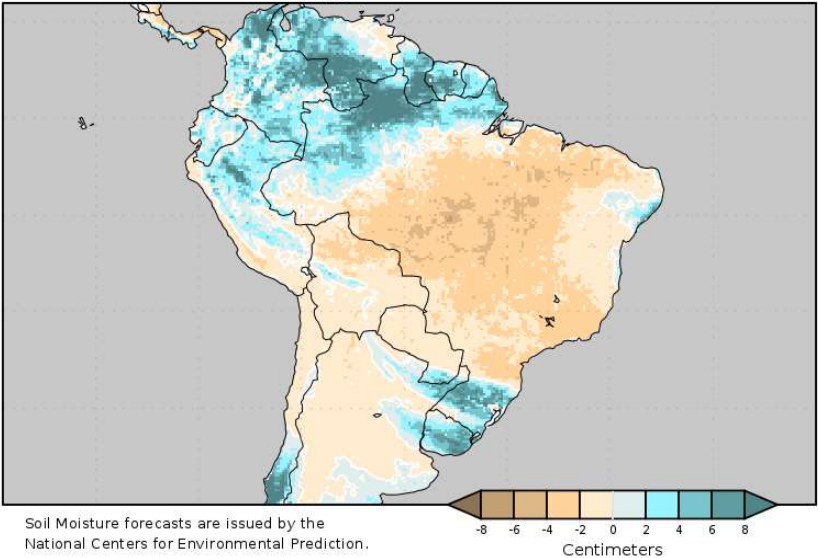 Soil Moisture forecasts are issued by the
National Centers for Environmental Prediction.
-8 -6 -4 -2 0 2 4 6 8
Centimeters